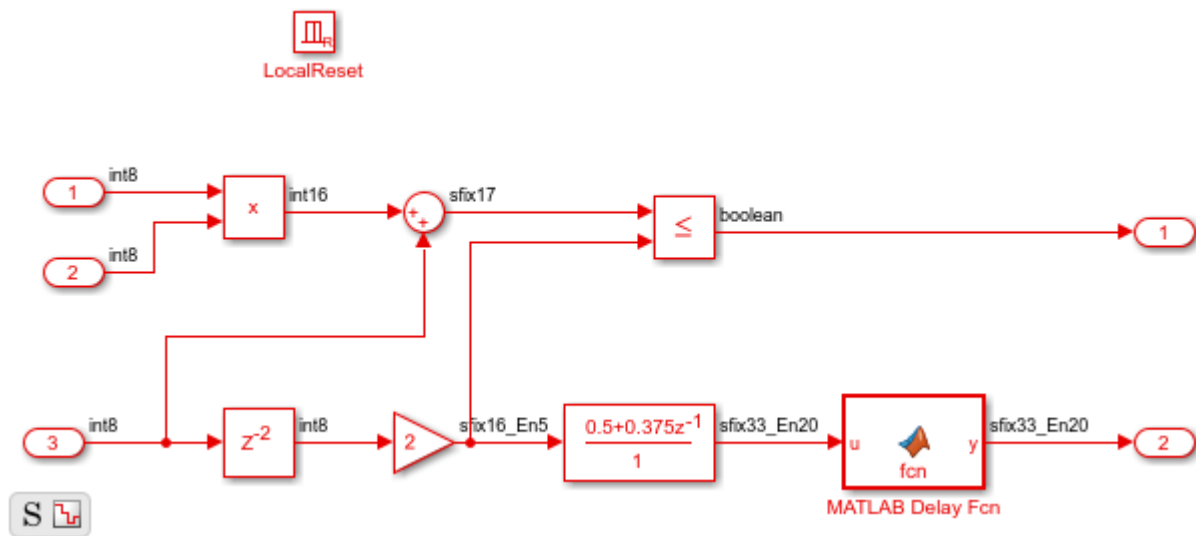 R
LocalReset
1
int8
2
int8
x
int16
+
+
sfix17
≤
boolean
1
3
int8
Z-2
int8
2
sfix16_En5
0.5+0.375z-1
1
sfix33_En20
u
fcn
y
MATLAB Delay Fcn
sfix33_En20
2
S